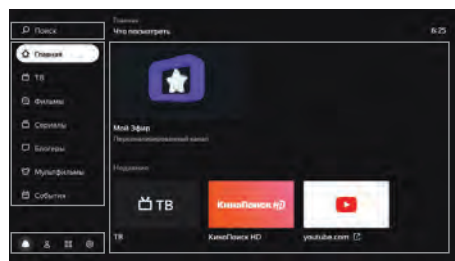 Поиск
Главная
ТВ
Фильмы
Сериалы
Блогеры
Мультфильмы
События
Главная
Что посмотреть
6:25
Мой Эфир
Персонализированный канал
Недавние
ТВ
КиноПоиск HD
ТВ
КиноПоиск HD
youtube.com